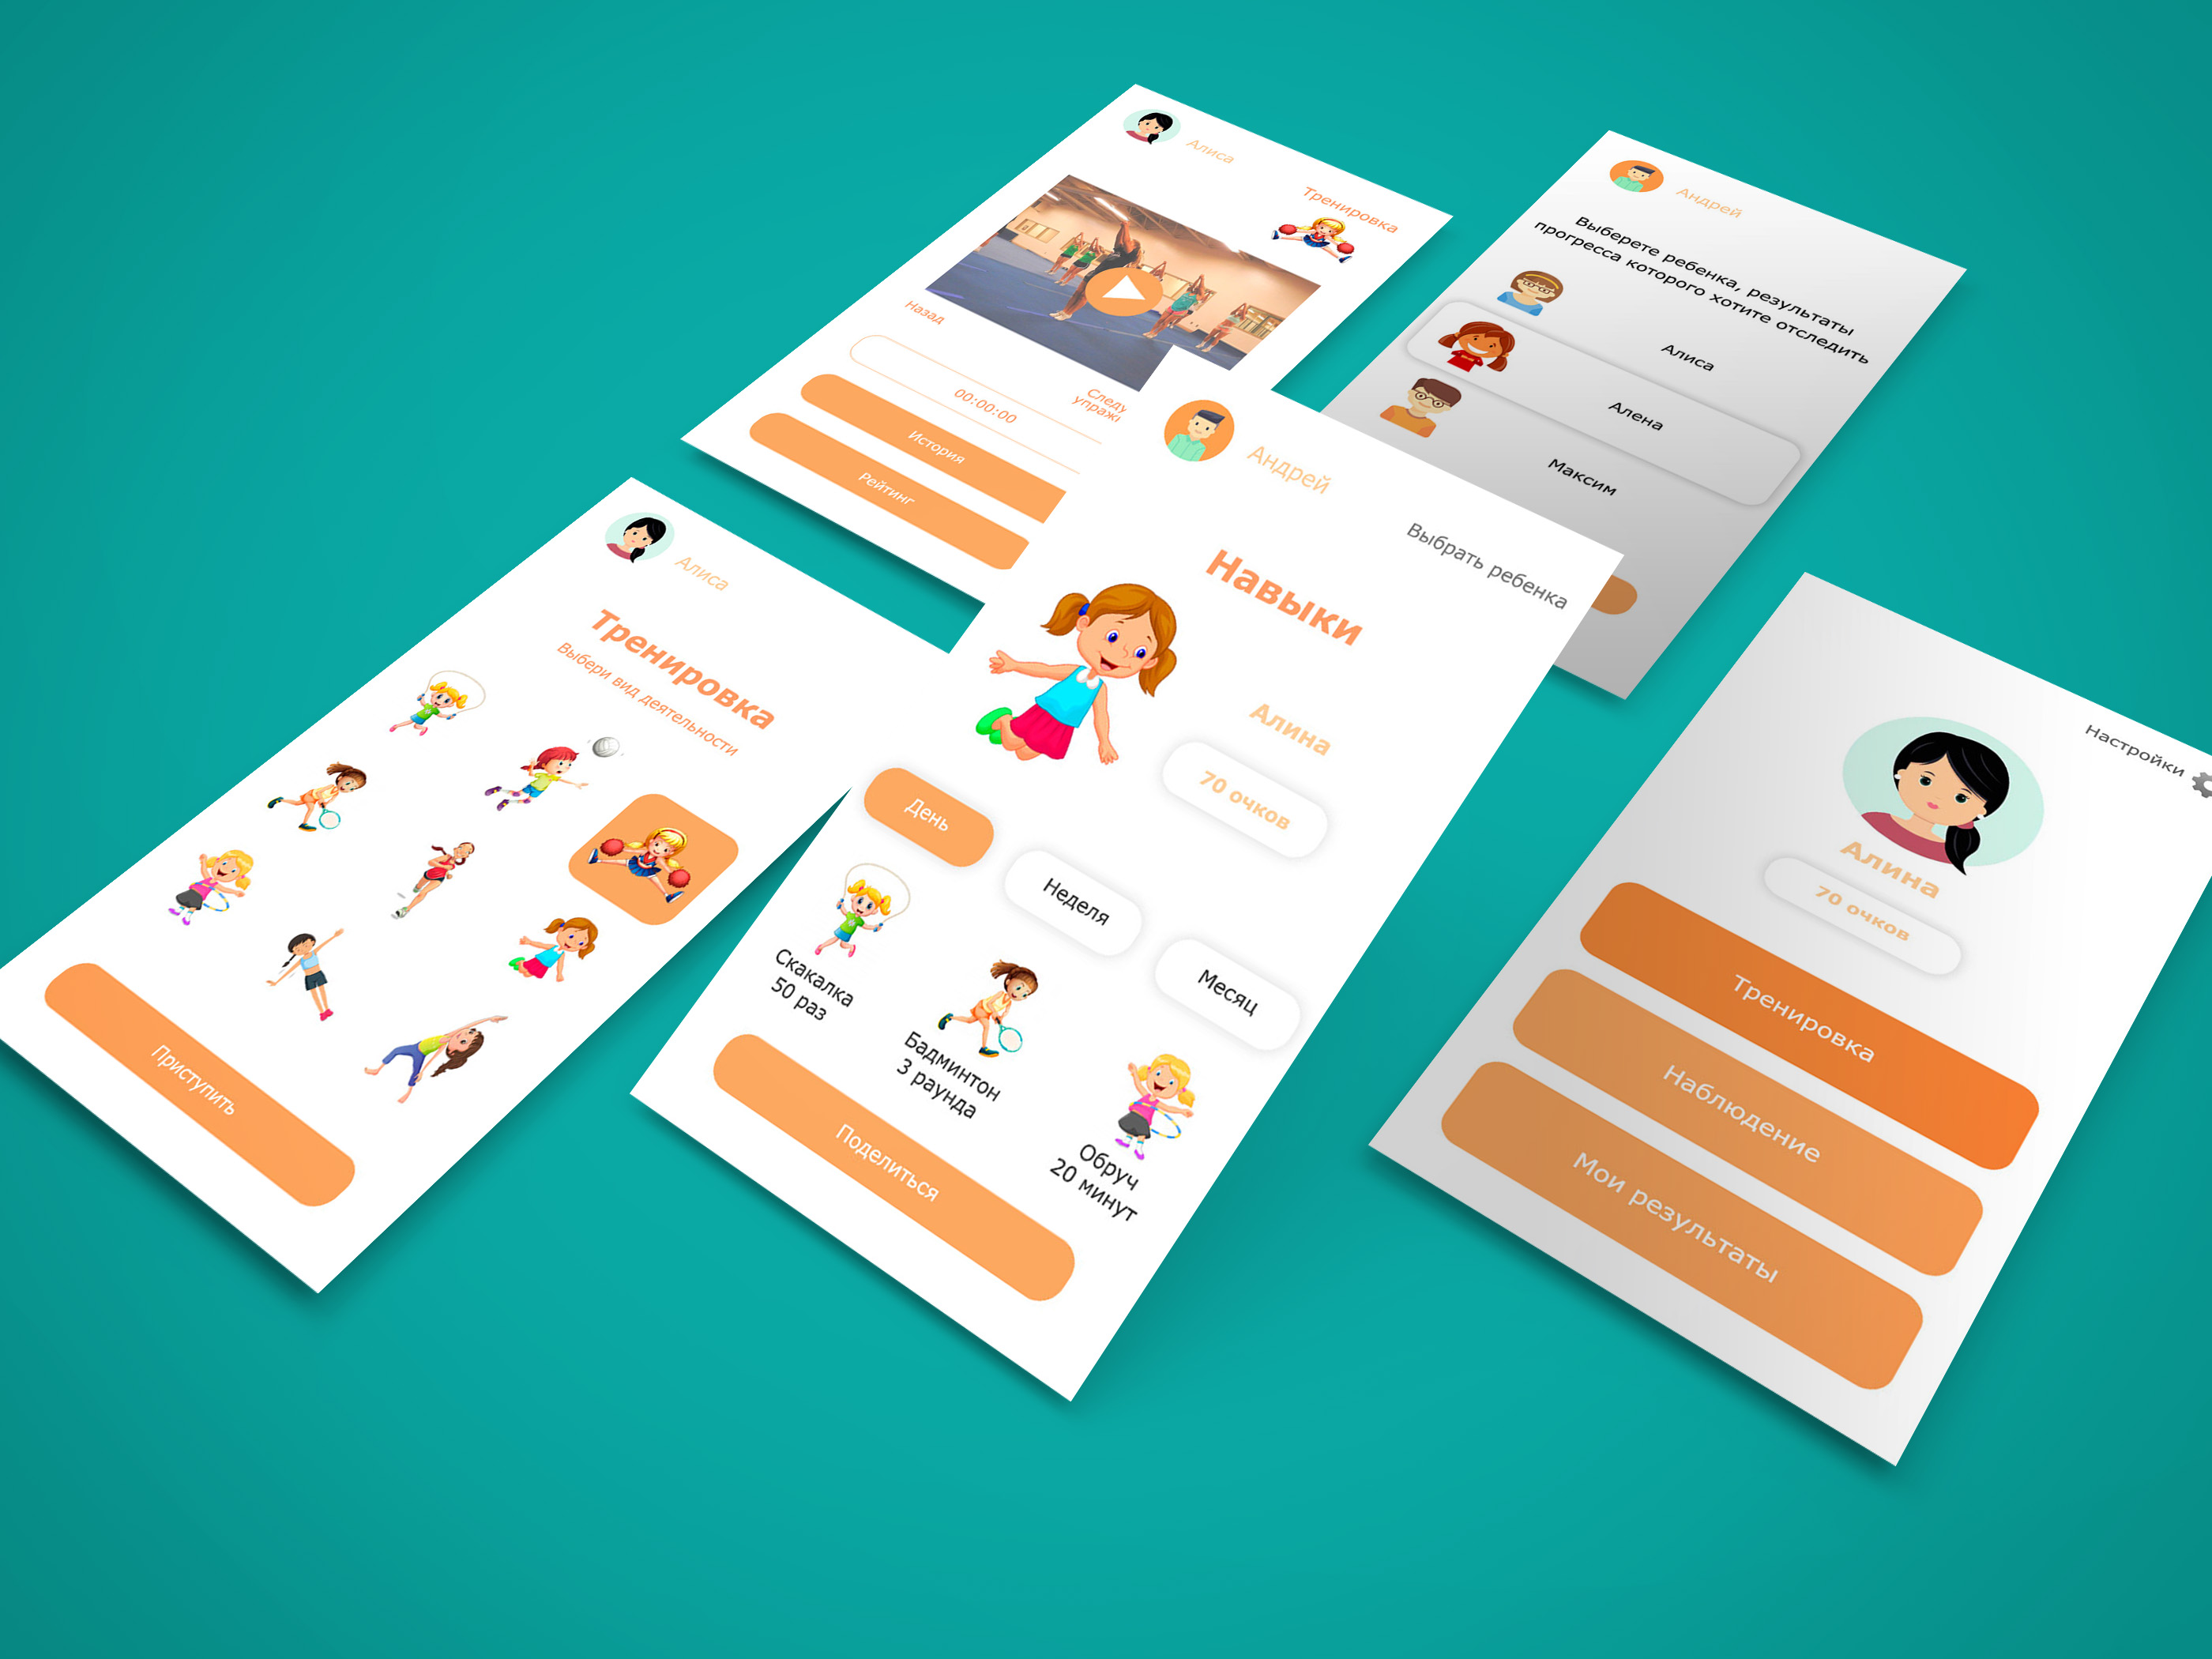 Алиса
Тренировка
Назад
00:00:00
Следу
упражі
История
Рейтинг
Андрей
Выберете ребенка, результаты
прогресса которого хотите отследить
Алиса
Алена
Максим
Алиса
Тренировка
Выбери вид деятельности
Приступить
Андрей
Выбрать ребенка
Навыки
Алина
70 очков
День
Неделя
Месяц
Скакалка
50 раз
Бадминтон
3 раунда
Обруч
20 минут
Поделиться
Настройки
Алина
70 очков
Тренировка
Наблюдение
Мои результаты